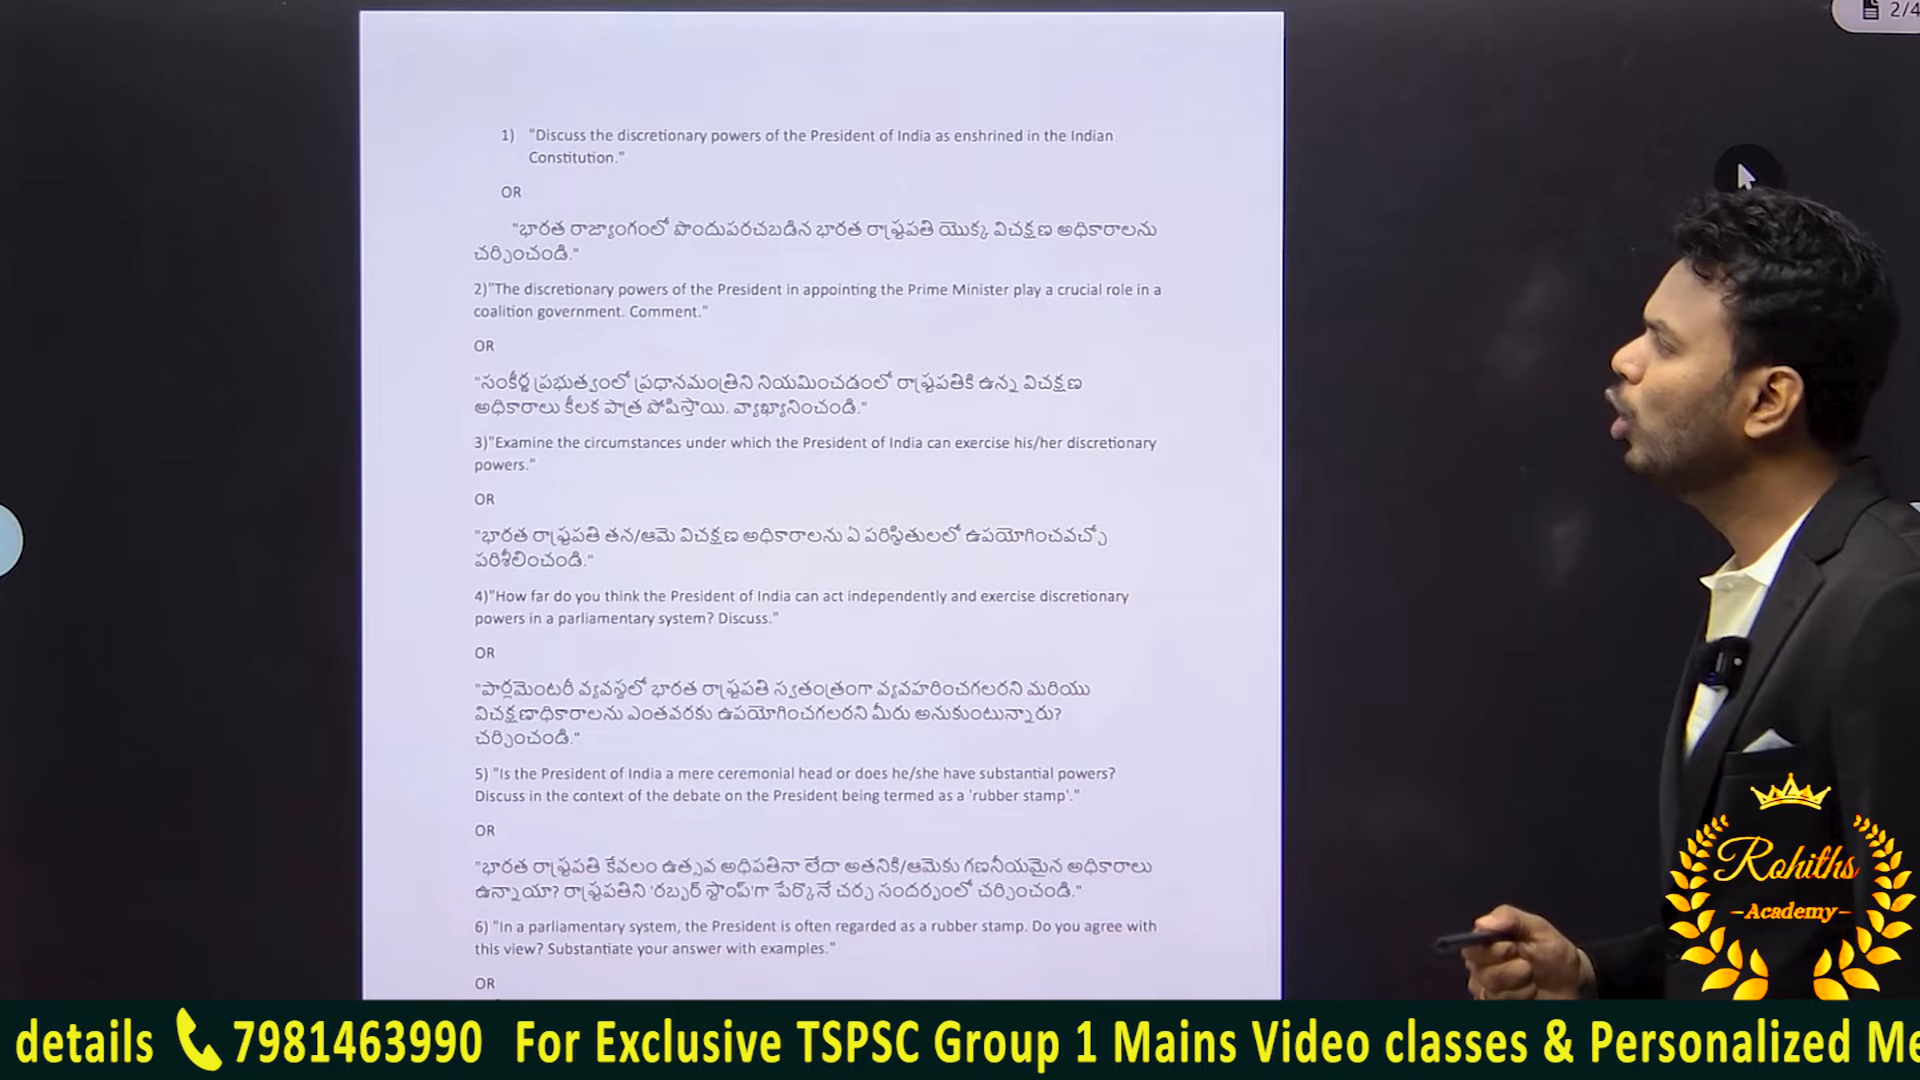 2/4
1) "Discuss the discretionary powers of the President of India as enshrined in the Indian
Constitution."
OR
"భారత రాజ్యాంగంలో పొందుపరచబడిన భారత రాష్ట్రపతి యొక్క విచక్షణ అధికారాలను
చర్చించండి."
2)"The discretionary powers of the President in appointing the Prime Minister play a crucial role in a
coalition government. Comment."
OR
"సంకీర్ణ ప్రభుత్వంలో ప్రధానమంత్రిని నియమించడంలో రాష్ట్రపతికి ఉన్న విచక్షణ
అధికారాలు కీలక పాత్ర పోషిస్తాయి. వ్యాఖ్యానించండి."
3)"Examine the circumstances under which the President of India can exercise his/her discretionary
powers."
OR
"భారత రాష్ట్రపతి తన/ఆమె విచక్షణ అధికారాలను ఏ పరిస్థితులలో ఉపయోగించవచ్చో
పరిశీలించండి."
4)"How far do you think the President of India can act independently and exercise discretionary
powers in a parliamentary system? Discuss."
OR
"పార్లమెంటరీ వ్యవస్థలో భారత రాష్ట్రపతి స్వతంత్రంగా వ్యవహరించగలరని మరియు
విచక్షణాధికారాలను ఎంతవరకు ఉపయోగించగలరని మీరు అనుకుంటున్నారు?
చర్చించండి."
5) "Is the President of India a mere ceremonial head or does he/she have substantial powers?
Discuss in the context of the debate on the President being termed as a 'rubber stamp'."
OR
"భారత రాష్ట్రపతి కేవలం ఉత్సవ అధిపతినా లేదా అతనికి/ఆమెకు గణనీయమైన అధికారాలు
ఉన్నాయా? రాష్ట్రపతిని 'రబ్బర్ స్టాంప్'గా పేర్కొనే చర్చ సందర్భంలో చర్చించండి."
6) "In a parliamentary system, the President is often regarded as a rubber stamp. Do you agree with
this view? Substantiate your answer with examples."
OR
Rohiths
Academy
details 7981463990 For Exclusive TSPSC Group 1 Mains Video classes & Personalized Me